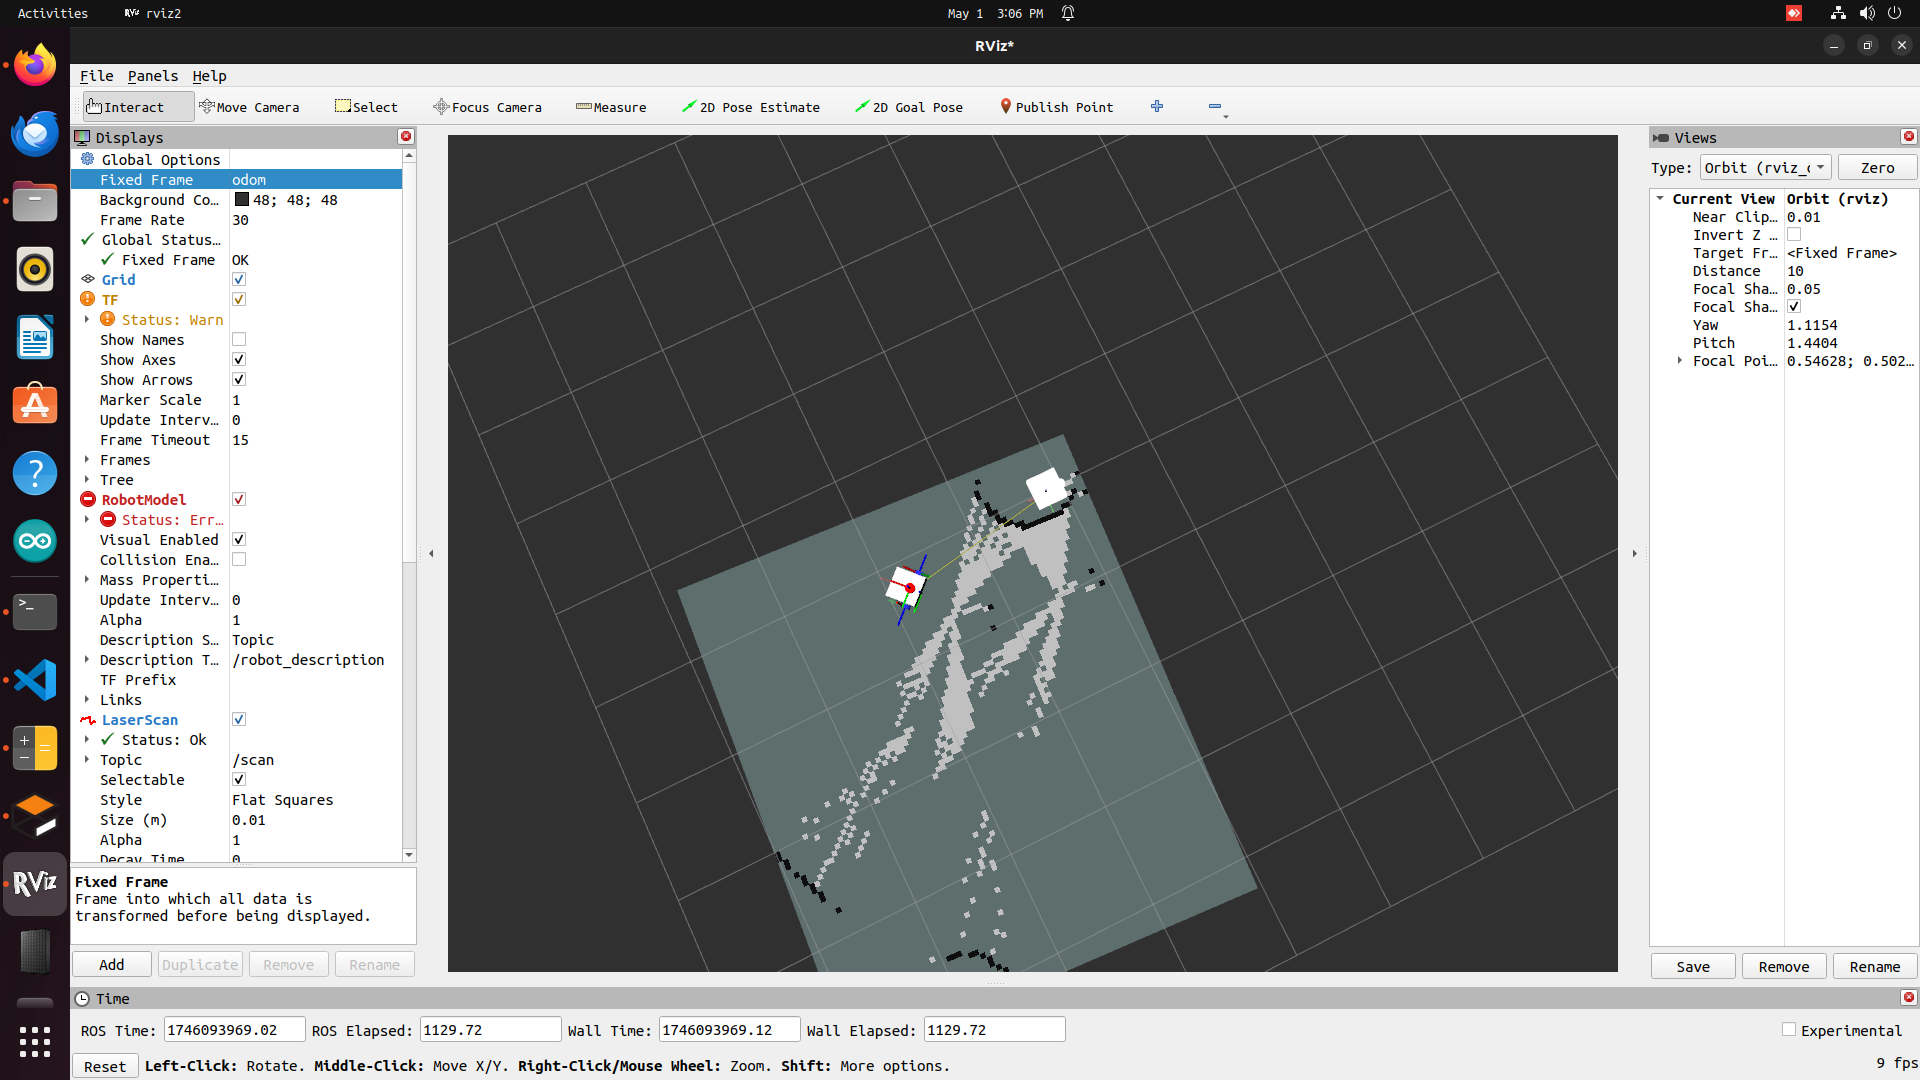 Activities
RViz rviz2
May 1 3:06 PM
RViz*
File Panels Help
Interact Move Camera Select Focus Camera Measure 2D Pose Estimate 2D Goal Pose Publish Point
Displays
Global Options
Fixed Frame odom
Background Co... 48; 48; 48
Frame Rate 30
Global Status...
Fixed Frame OK
Grid
TF
Status: Warn
Show Names
Show Axes
Show Arrows
Marker Scale 1
Update Interv... 0
Frame Timeout 15
Frames
Tree
RobotModel
Status: Err...
Visual Enabled
Collision Ena...
Mass Properti...
Update Interv... 0
Alpha 1
Description S... Topic
Description T... /robot_description
TF Prefix
Links
LaserScan
Status: Ok
Topic /scan
Selectable
Style Flat Squares
Size (m) 0.01
Alpha 1
Decay Time 0
Fixed Frame
Frame into which all data is
transformed before being displayed.
Add Duplicate Remove Rename
Views
Type: Orbit (rviz_ Zero
Current View Orbit (rviz)
Near Clip... 0.01
Invert Z ...
Target Fr... <Fixed Frame>
Distance 10
Focal Sha... 0.05
Focal Sha...
Yaw 1.1154
Pitch 1.4404
Focal Poi... 0.54628; 0.502...
Save Remove Rename
RViz
Time
ROS Time: 1746093969.02 ROS Elapsed: 1129.72 Wall Time: 1746093969.12 Wall Elapsed: 1129.72 Experimental
Reset Left-Click: Rotate. Middle-Click: Move X/Y. Right-Click/Mouse Wheel: Zoom. Shift: More options. 9 fps